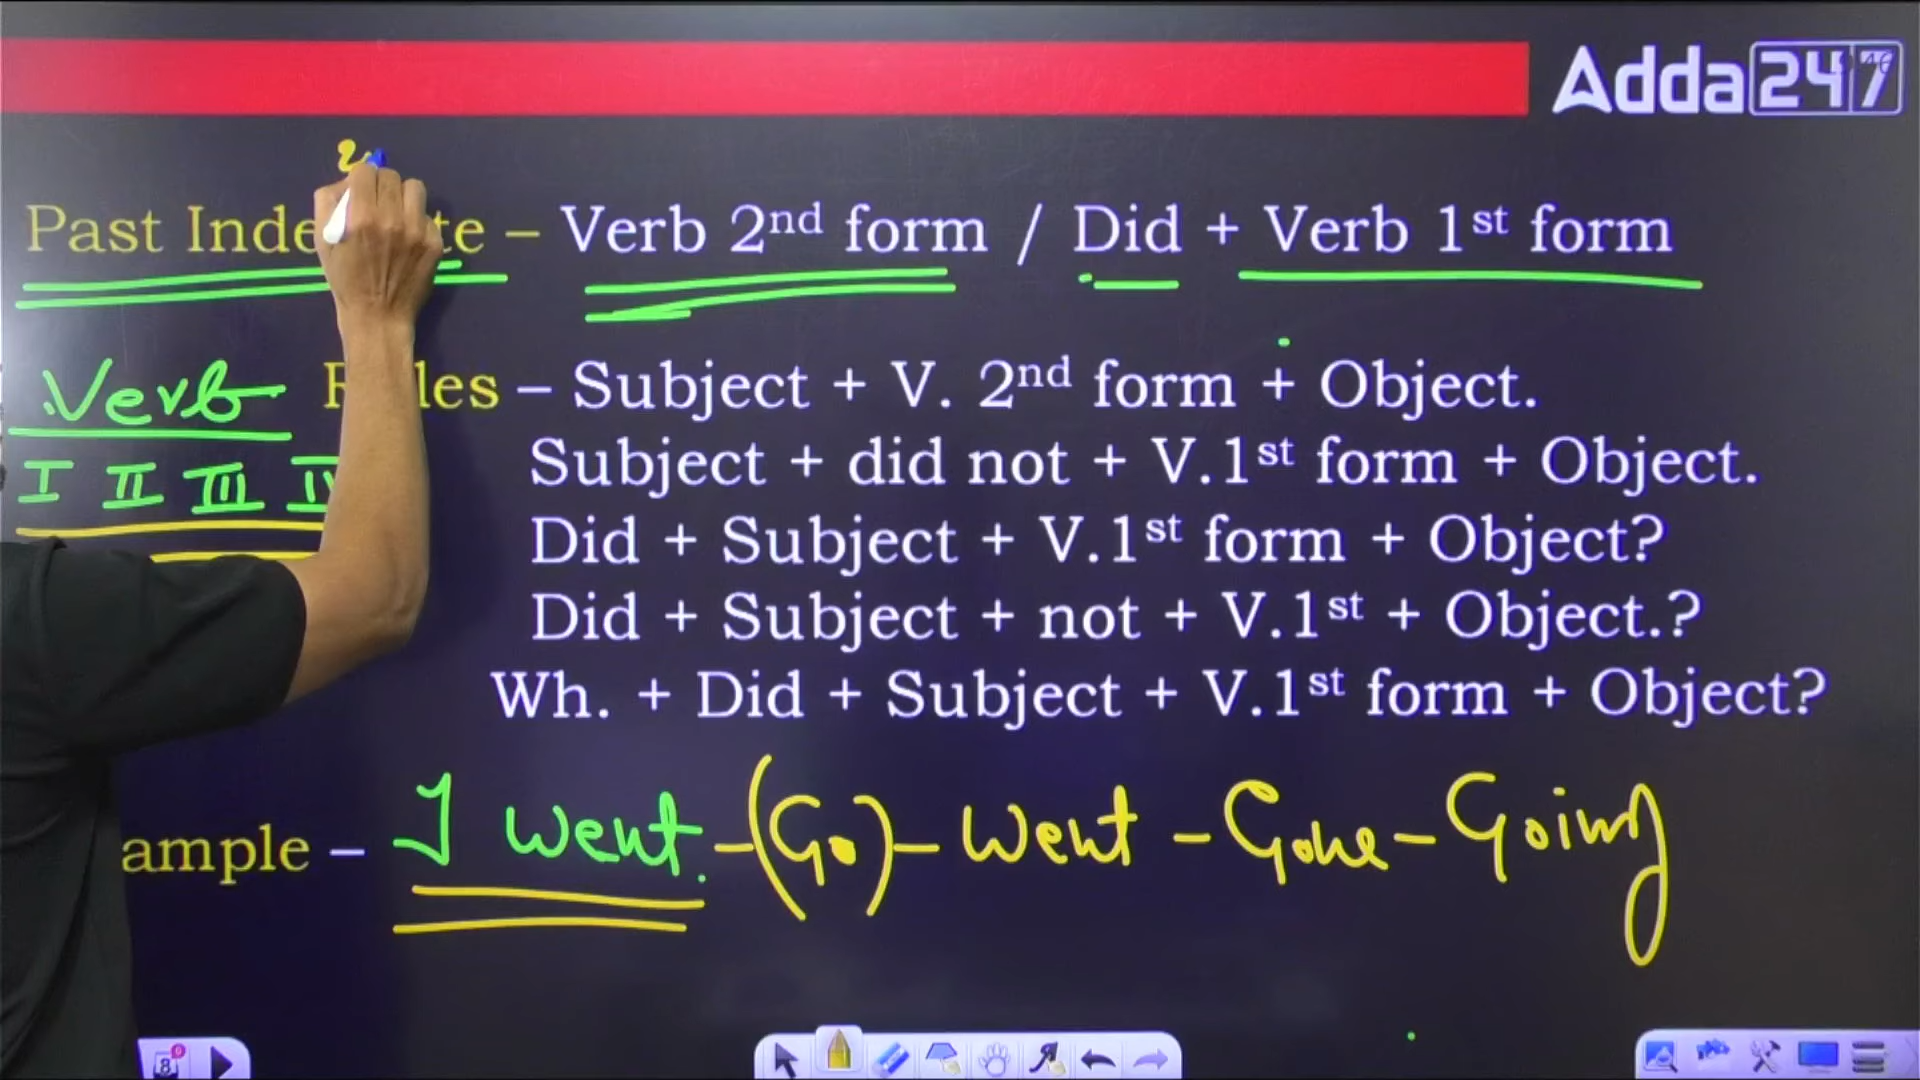 Adda247
2
Past Inde te – Verb 2nd form / Did + Verb 1st form
Verb R les – Subject + V. 2nd form + Object.
I II III IV Subject + did not + V.1st form + Object.
Did + Subject + V.1st form + Object?
Did + Subject + not + V.1st + Object.?
Wh. + Did + Subject + V.1st form + Object?
ample – I went. – (Go) – Went – Gone – Going